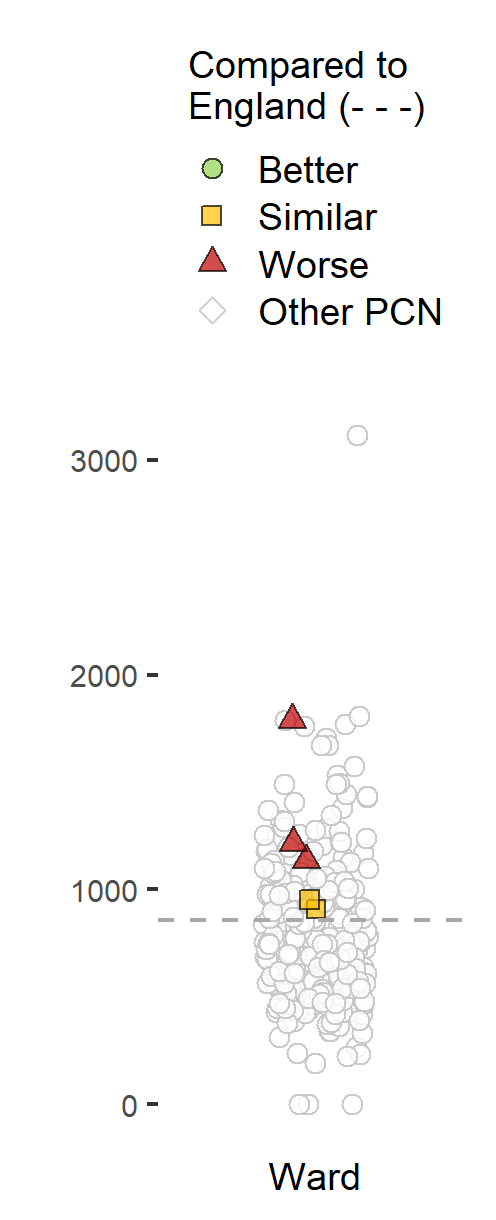 Compared to
England (- - -)
Better
Similar
Worse
Other PCN
3000
2000
1000
0
Ward